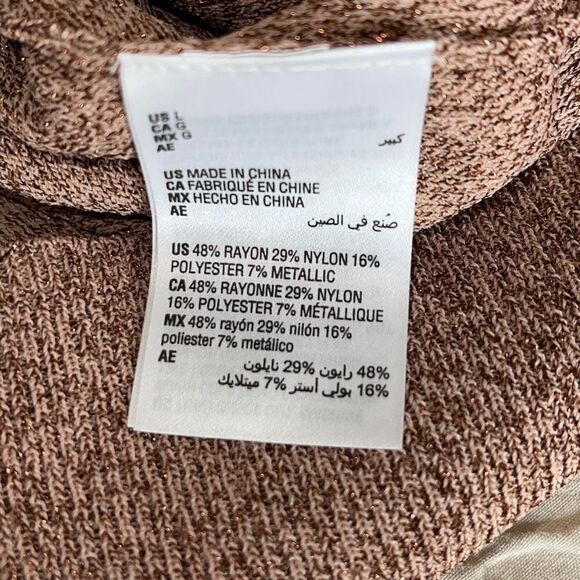 US L
CA G
MX G
AE كبير
US MADE IN CHINA
CA FABRIQUÉ EN CHINE
MX HECHO EN CHINA
AE صُنع في الصين
US 48% RAYON 29% NYLON 16%
POLYESTER 7% METALLIC
CA 48% RAYONNE 29% NYLON
16% POLYESTER 7% MÉTALLIQUE
MX 48% rayón 29% nilón 16%
poliester 7% metálico
AE
48% رايون 29% نايلون
16% بولي أستر 7% ميتلايك